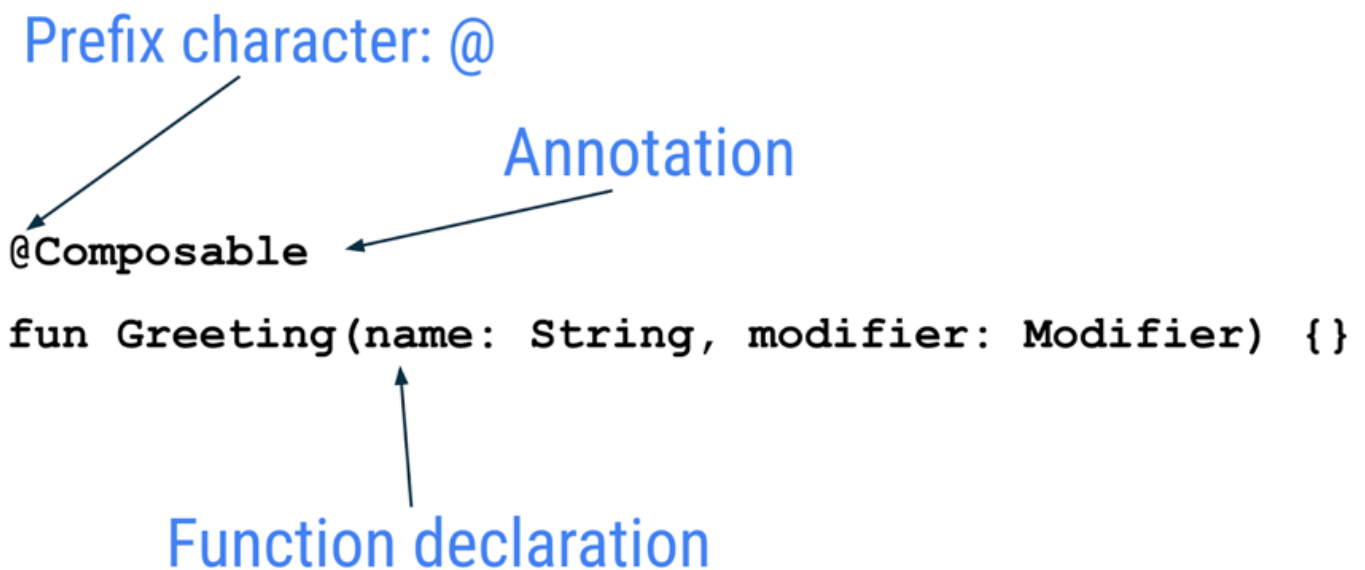 Prefix character: @
Annotation
@Composable
fun Greeting(name: String, modifier: Modifier) {}
Function declaration